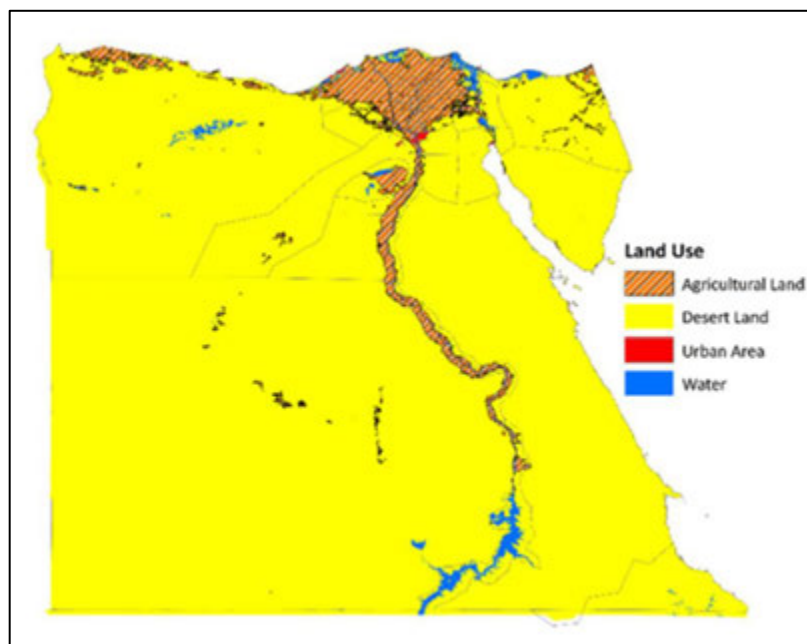 Land Use
Agricultural Land
Desert Land
Urban Area
Water